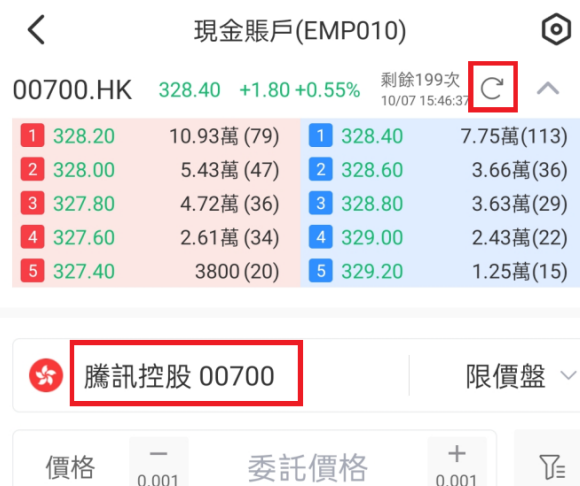 現金賬戶(EMP010)
00700.HK 328.40 +1.80 +0.55% 剩餘199次
10/07 15:46:37
1 328.20 10.93萬 (79) 1 328.40 7.75萬(113)
2 328.00 5.43萬 (47) 2 328.60 3.66萬(36)
3 327.80 4.72萬 (36) 3 328.80 3.63萬(29)
4 327.60 2.61萬 (34) 4 329.00 2.43萬(22)
5 327.40 3800 (20) 5 329.20 1.25萬(15)
騰訊控股 00700 限價盤
價格 − 委託價格 +
0.001 0.001